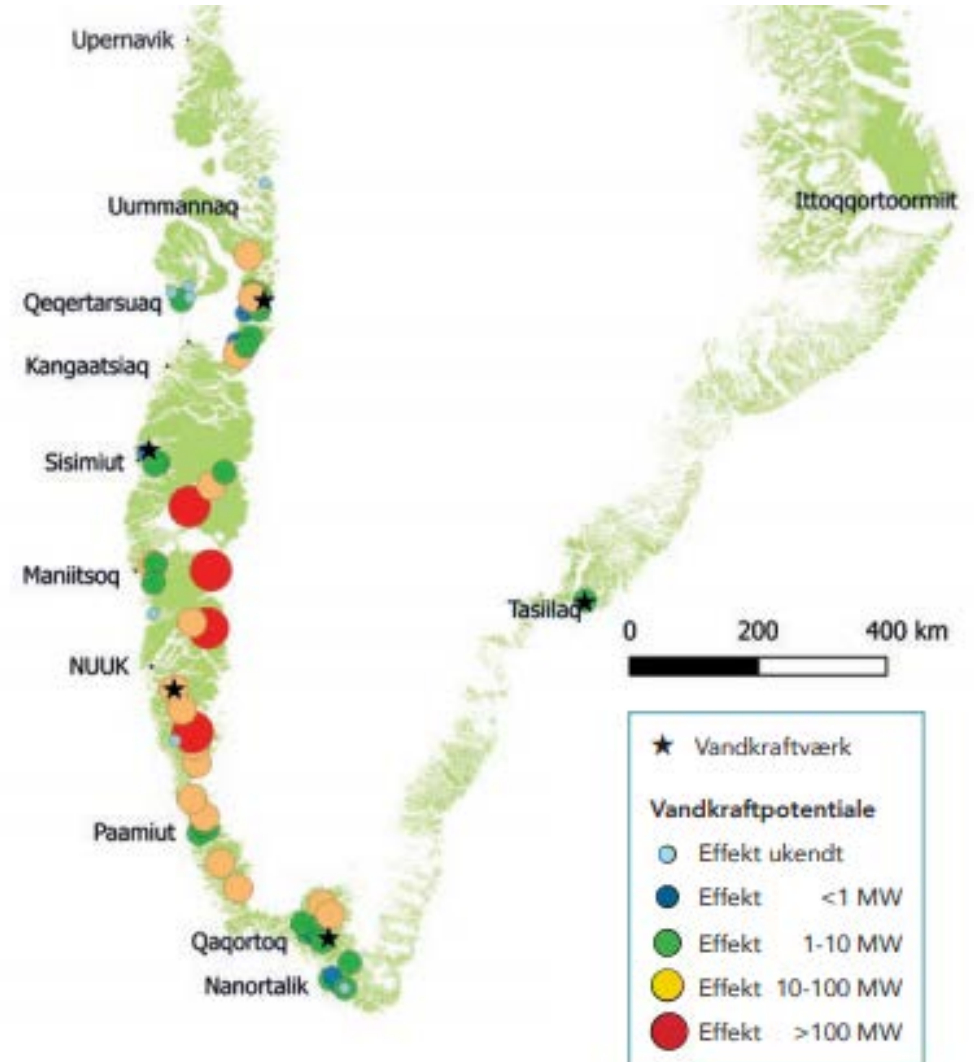 Upernavik
Uummannaq
Ittoqqortoormiit
Qeqertarsuaq
Kangaatsiaq
Sisimiut
Maniitsoq
Tasiilaq
0 200 400 km
NUUK
Vandkraftværk
Vandkraftpotentiale
Paamiut
Effekt ukendt
Effekt <1 MW
Qaqortoq
Effekt 1-10 MW
Nanortalik
Effekt 10-100 MW
Effekt >100 MW